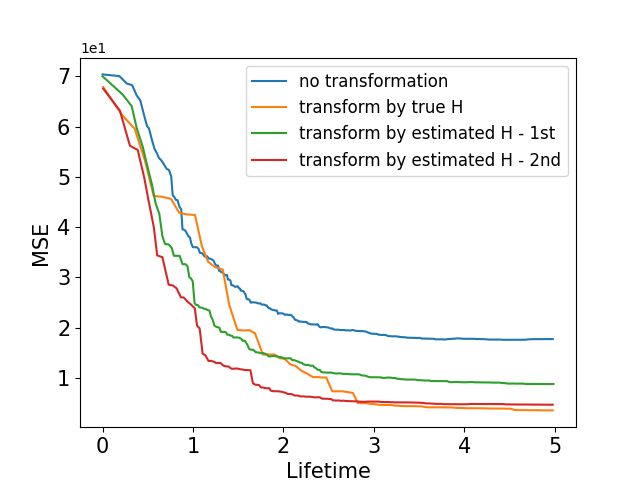 1e1
no transformation
transform by true H
transform by estimated H - 1st
transform by estimated H - 2nd
7
6
5
4
3
2
1
MSE
0 1 2 3 4 5
Lifetime